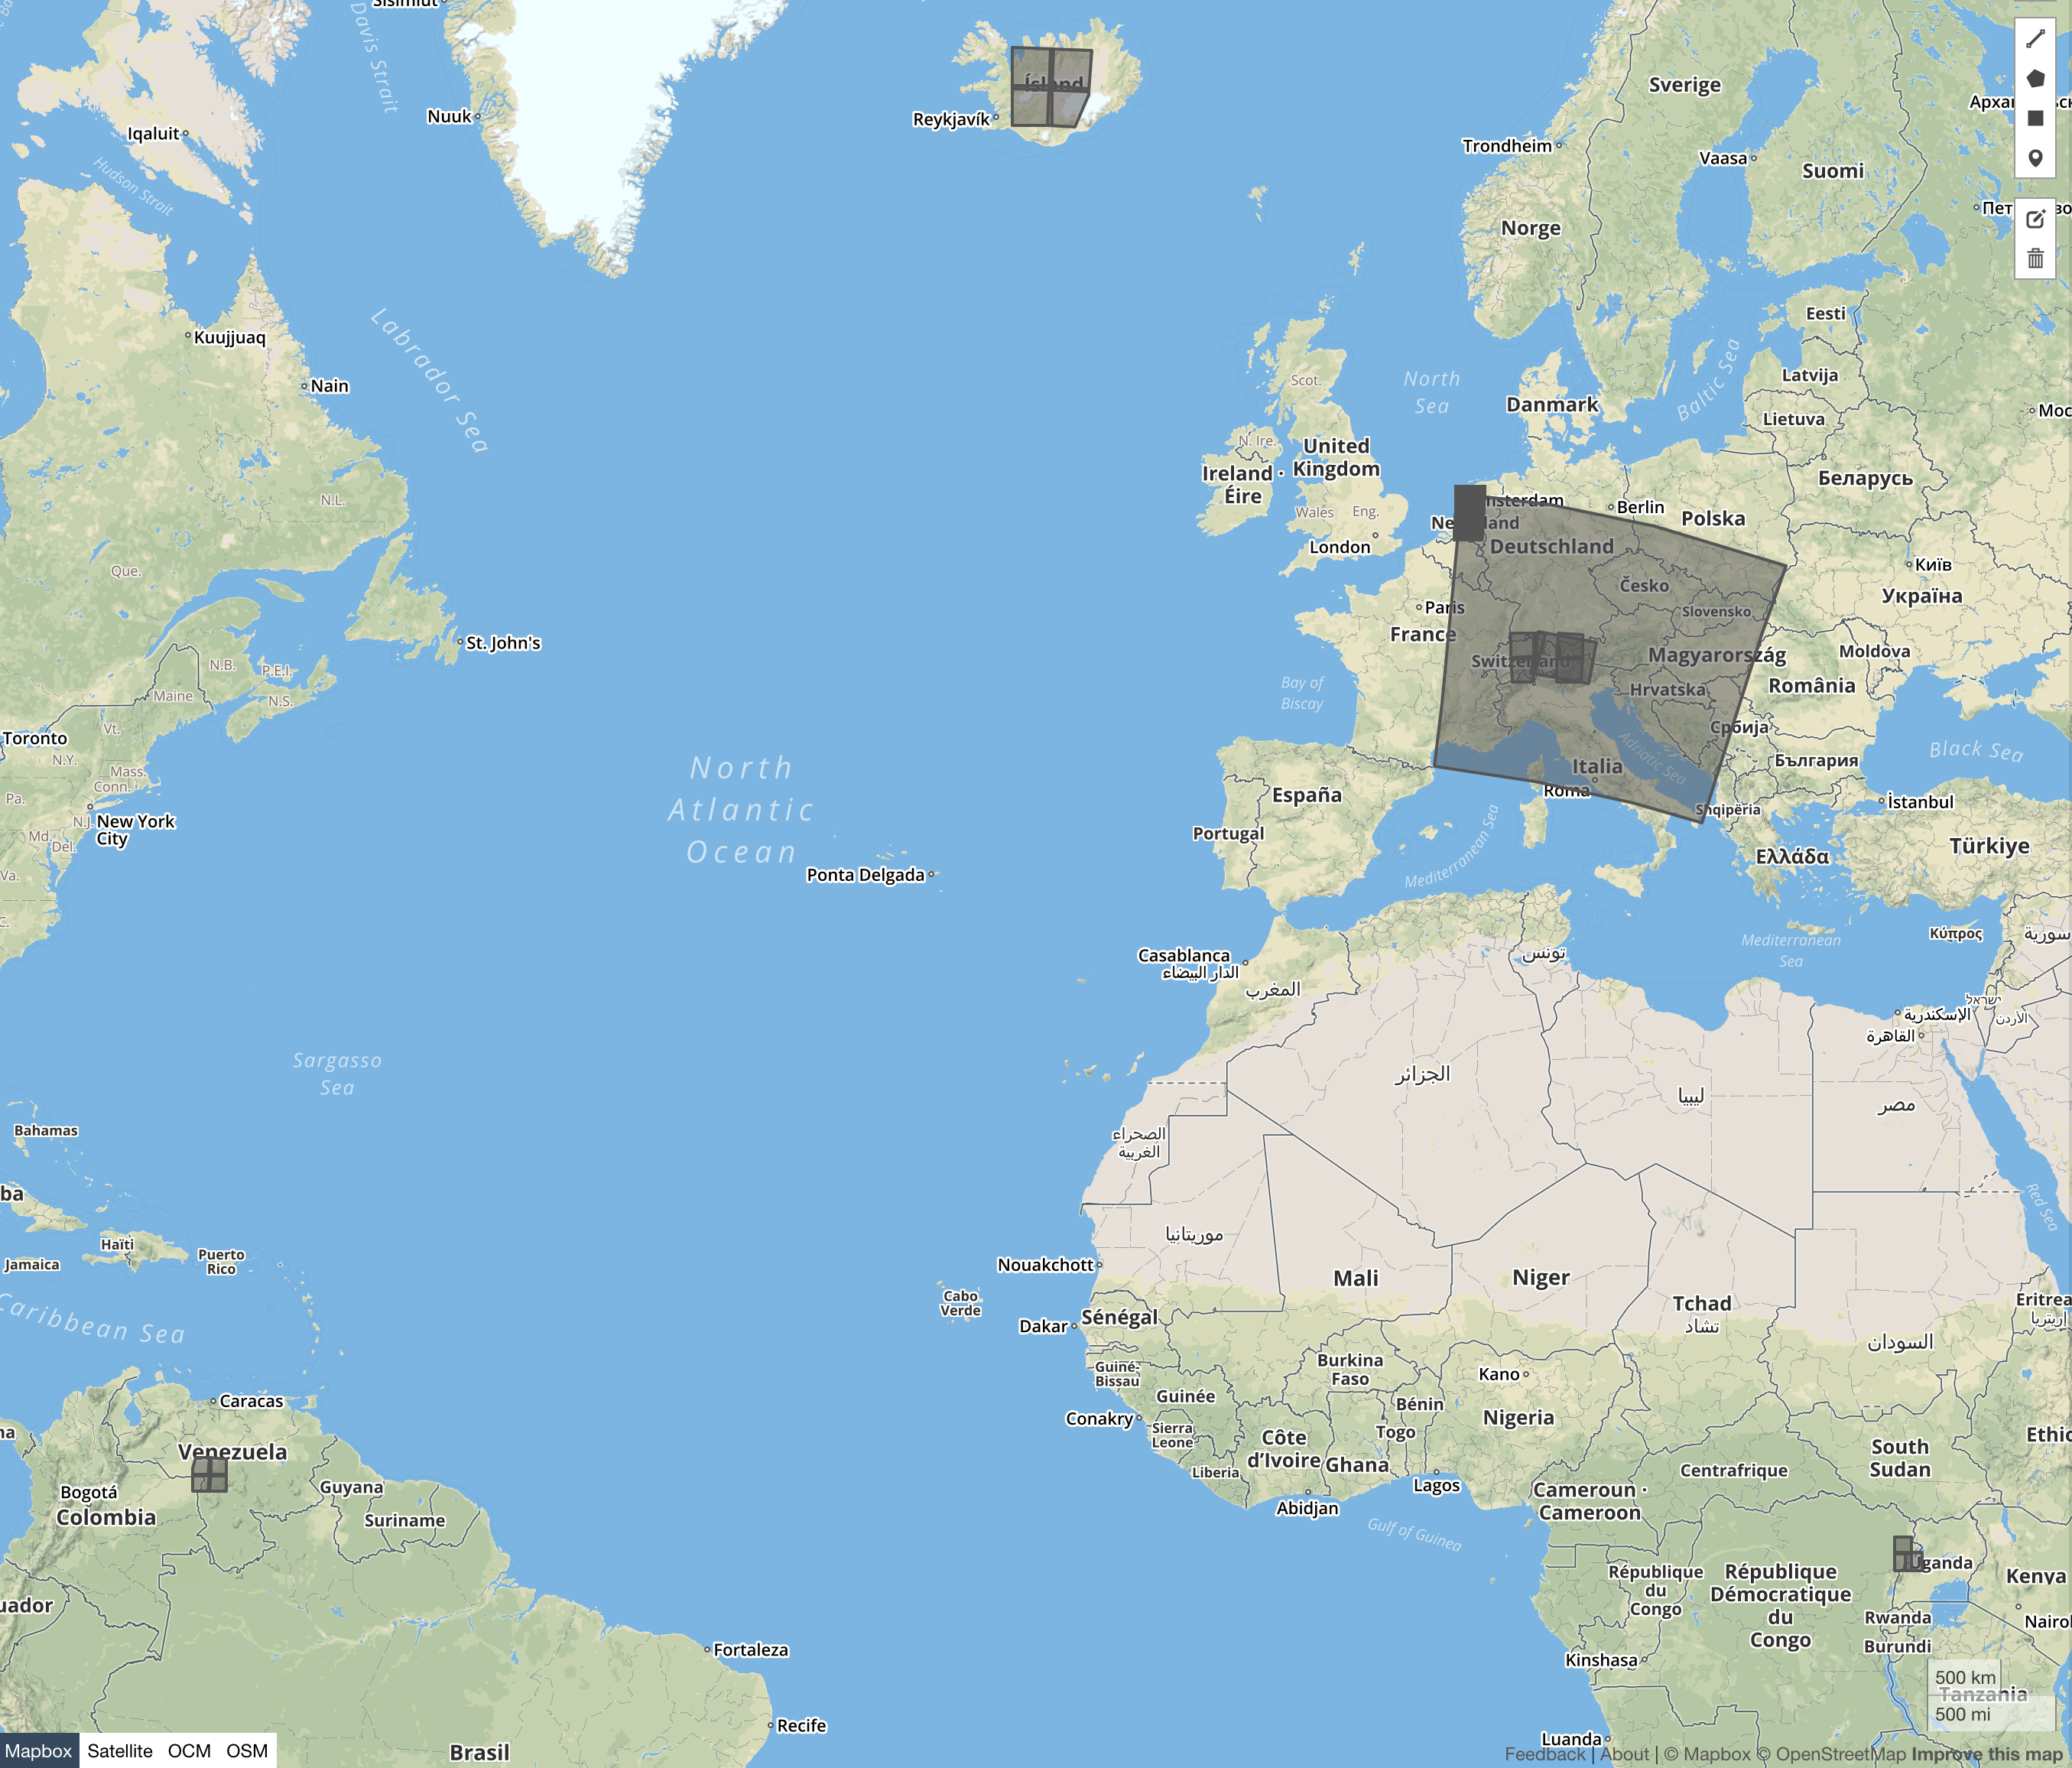 Sisimiut
Davis Strait
Iqaluit
Nuuk
Hudson Strait
Reykjavík
Ísland
Sverige
Trondheim
Vaasa
Suomi
Norge
Kuujjuaq
Nain
Labrador Sea
Eesti
Latvija
Lietuva
Baltic Sea
North
Sea
Danmark
Scot.
N. Ire.
United
Kingdom
Ireland ·
Éire
Wales
Eng.
London
Беларусь
Berlin
Polska
Deutschland
Česko
Slovensko
Київ
Україна
N.L.
Que.
Paris
France
Switzerland
Magyarország
Moldova
România
Hrvatska
Србија
България
Black Sea
St. John's
N.B.
P.E.I.
N.S.
Maine
Bay of
Biscay
Toronto
Vt.
N.Y.
Mass.
Conn.
Pa.
N.J.
Md.
Del.
Va.
New York
City
North
Atlantic
Ocean
Adriatic Sea
Italia
Roma
Shqipëria
İstanbul
España
Portugal
Mediterranean Sea
Ελλάδα
Türkiye
Ponta Delgada
Casablanca
الدار البيضاء
المغرب
تونس
Mediterranean
Sea
Κύπρος
سورية
ישראל
الأردن
الإسكندرية
القاهرة
Sargasso
Sea
الجزائر
ليبيا
مصر
Bahamas
الصحراء
الغربية
Red Sea
Haïti
Jamaica
Puerto
Rico
موريتانيا
Nouakchott
Mali
Niger
Tchad
تشاد
Cabo
Verde
Caribbean Sea
Dakar
Sénégal
السودان
Guiné-
Bissau
Guinée
Burkina
Faso
Kano
Bénin
Togo
Nigeria
Caracas
Conakry
Sierra
Leone
Côte
d'Ivoire
Ghana
Liberia
Lagos
Abidjan
Venezuela
Bogotá
Colombia
Guyana
Suriname
South
Sudan
Centrafrique
Cameroun ·
Cameroon
Gulf of Guinea
République
du
Congo
République
Démocratique
du
Congo
Uganda
Kenya
Rwanda
Burundi
Kinshasa
Tanzania
Fortaleza
Recife
Brasil
Luanda
500 km
500 mi
Mapbox Satellite OCM OSM
Feedback | About | © Mapbox © OpenStreetMap Improve this map